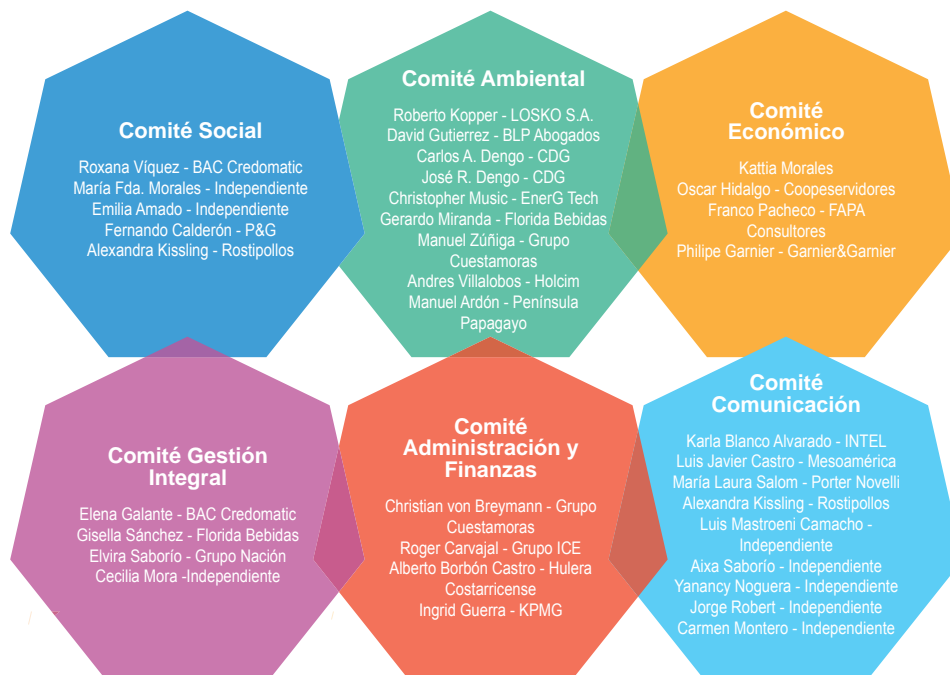 Comité Social
Roxana Víquez - BAC Credomatic
María Fda. Morales - Independiente
Emilia Amado - Independiente
Fernando Calderón - P&G
Alexandra Kissling - Rostipollos
Comité Ambiental
Roberto Kopper - LOSKO S.A.
David Gutierrez - BLP Abogados
Carlos A. Dengo - CDG
José R. Dengo - CDG
Christopher Music - EnerG Tech
Gerardo Miranda - Florida Bebidas
Manuel Zúñiga - Grupo
Cuestamoras
Andres Villalobos - Holcim
Manuel Ardón - Península
Papagayo
Comité
Económico
Kattia Morales
Oscar Hidalgo - Coopeservidores
Franco Pacheco - FAPA
Consultores
Philipe Garnier - Garnier&Garnier
Comité Gestión
Integral
Elena Galante - BAC Credomatic
Gisella Sánchez - Florida Bebidas
Elvira Saborío - Grupo Nación
Cecilia Mora -Independiente
Comité
Administración y
Finanzas
Christian von Breymann - Grupo
Cuestamoras
Roger Carvajal - Grupo ICE
Alberto Borbón Castro - Hulera
Costarricense
Ingrid Guerra - KPMG
Comité
Comunicación
Karla Blanco Alvarado - INTEL
Luis Javier Castro - Mesoamérica
María Laura Salom - Porter Novelli
Alexandra Kissling - Rostipollos
Luis Mastroeni Camacho -
Independiente
Aixa Saborío - Independiente
Yanancy Noguera - Independiente
Jorge Robert - Independiente
Carmen Montero - Independiente